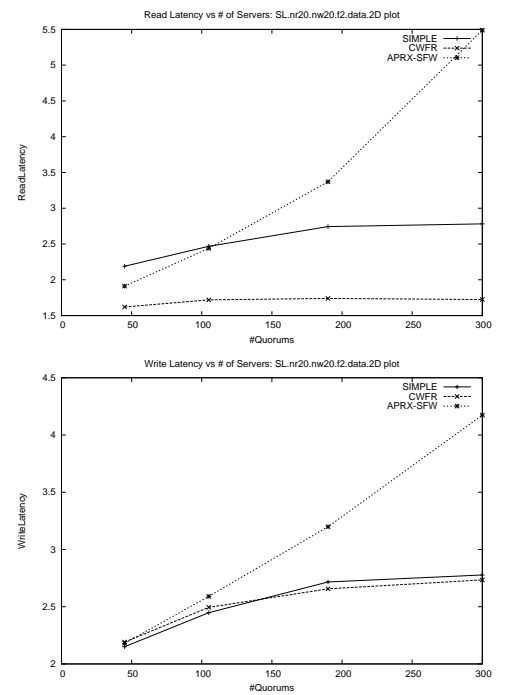 Read Latency vs # of Servers: SL.nr20.nw20.f2.data.2D plot
5.5
5
4.5
4
3.5
3
2.5
2
1.5
ReadLatency
SIMPLE
CWFR
APRX-SFW
0 50 100 150 200 250 300
#Quorums
Write Latency vs # of Servers: SL.nr20.nw20.f2.data.2D plot
4.5
4
3.5
3
2.5
2
WriteLatency
SIMPLE
CWFR
APRX-SFW
0 50 100 150 200 250 300
#Quorums